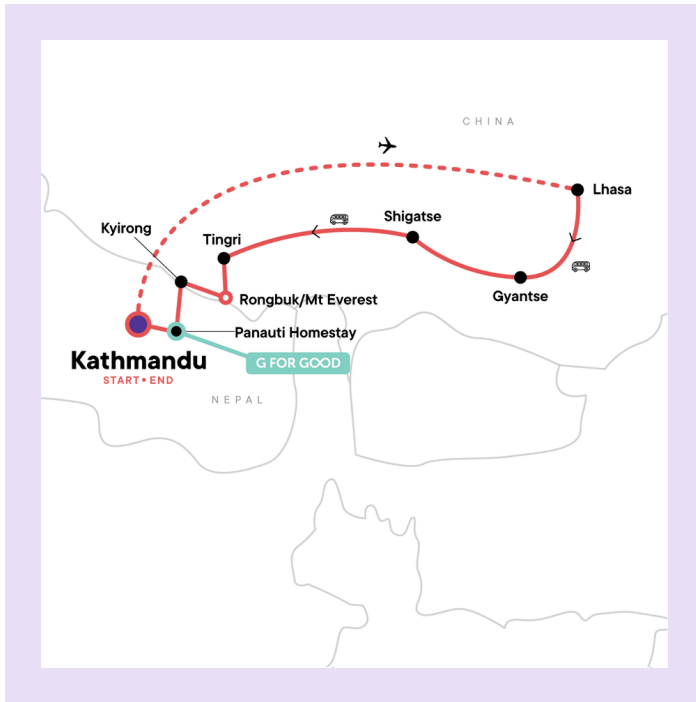 CHINA
Lhasa
Shigatse
Kyirong
Tingri
Gyantse
Rongbuk/Mt Everest
Panauti Homestay
Kathmandu
START • END
G FOR GOOD
NEPAL